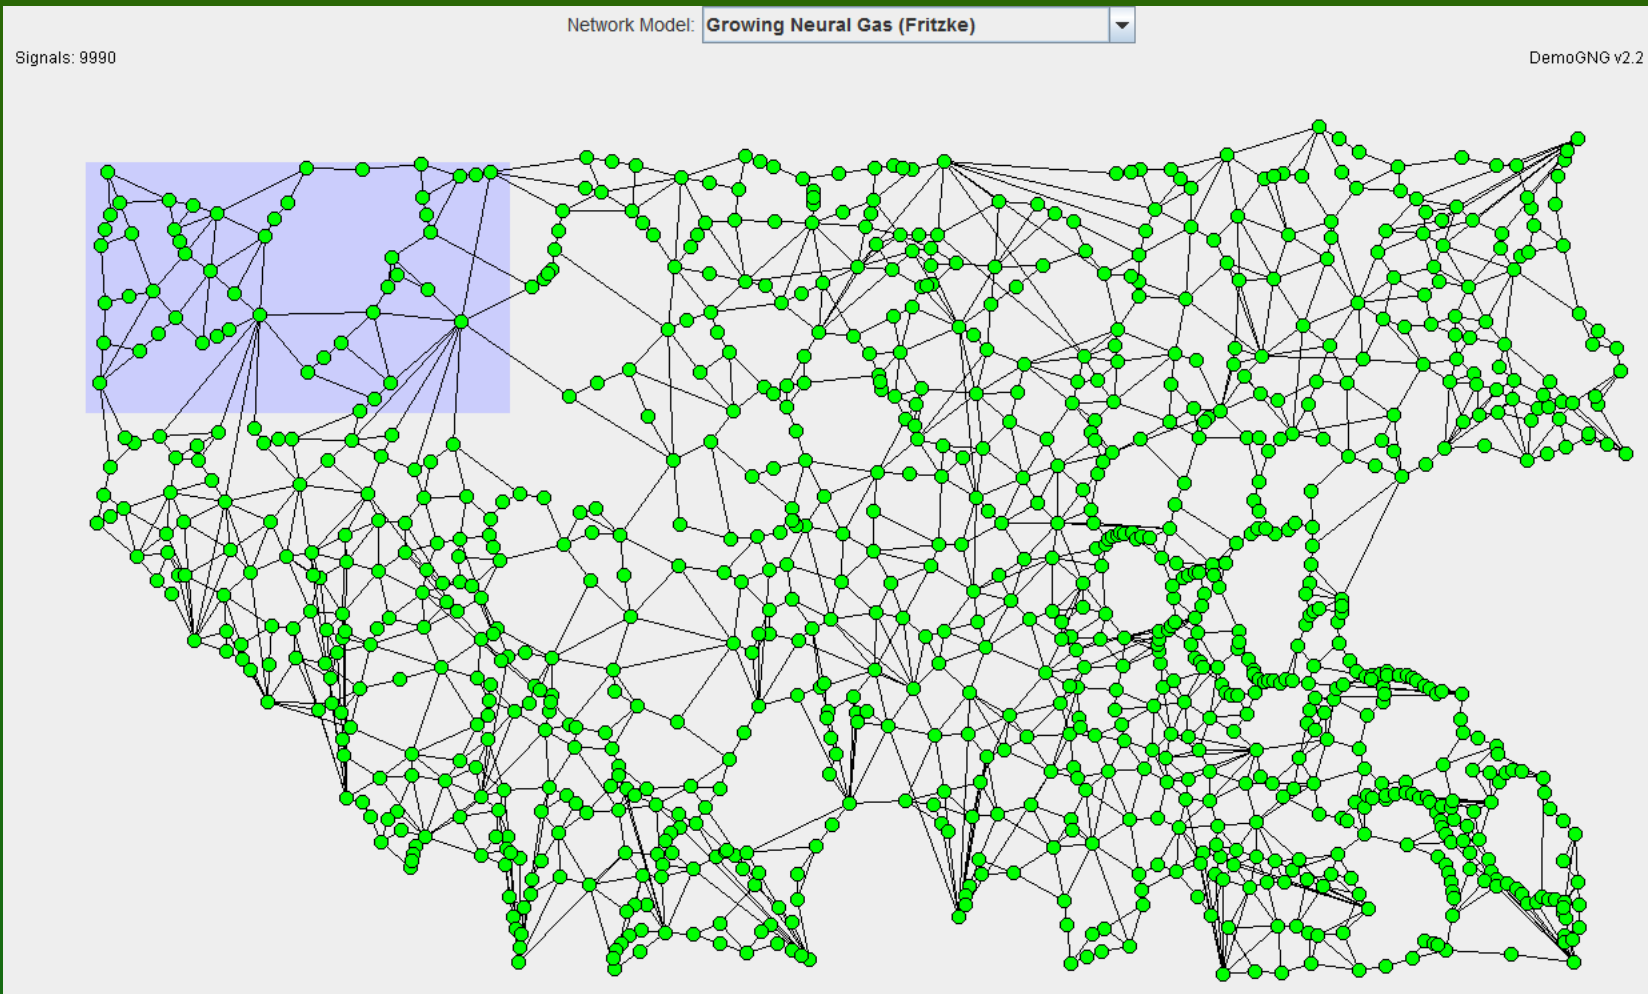 Network Model: Growing Neural Gas (Fritzke)
Signals: 9990
DemoGNG v2.2